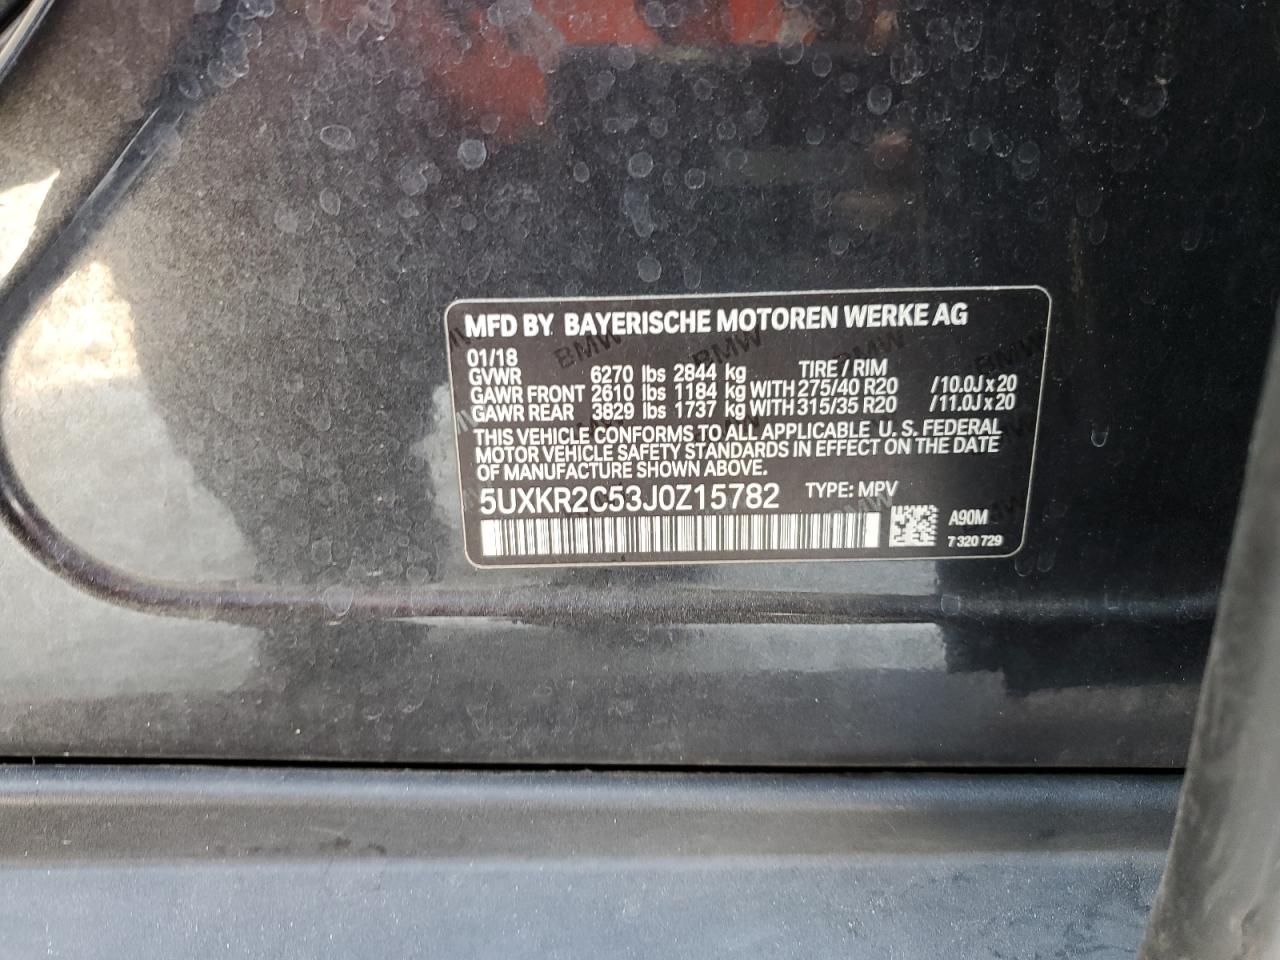 MFD BY BAYERISCHE MOTOREN WERKE AG
01/18
GVWR 6270 lbs 2844 kg TIRE / RIM
GAWR FRONT 2610 lbs 1184 kg WITH 275/40 R20 /10.0J x 20
GAWR REAR 3829 lbs 1737 kg WITH 315/35 R20 /11.0J x 20
THIS VEHICLE CONFORMS TO ALL APPLICABLE U. S. FEDERAL
MOTOR VEHICLE SAFETY STANDARDS IN EFFECT ON THE DATE
OF MANUFACTURE SHOWN ABOVE.
5UXKR2C53J0Z15782 TYPE: MPV
A90M
7 320 729